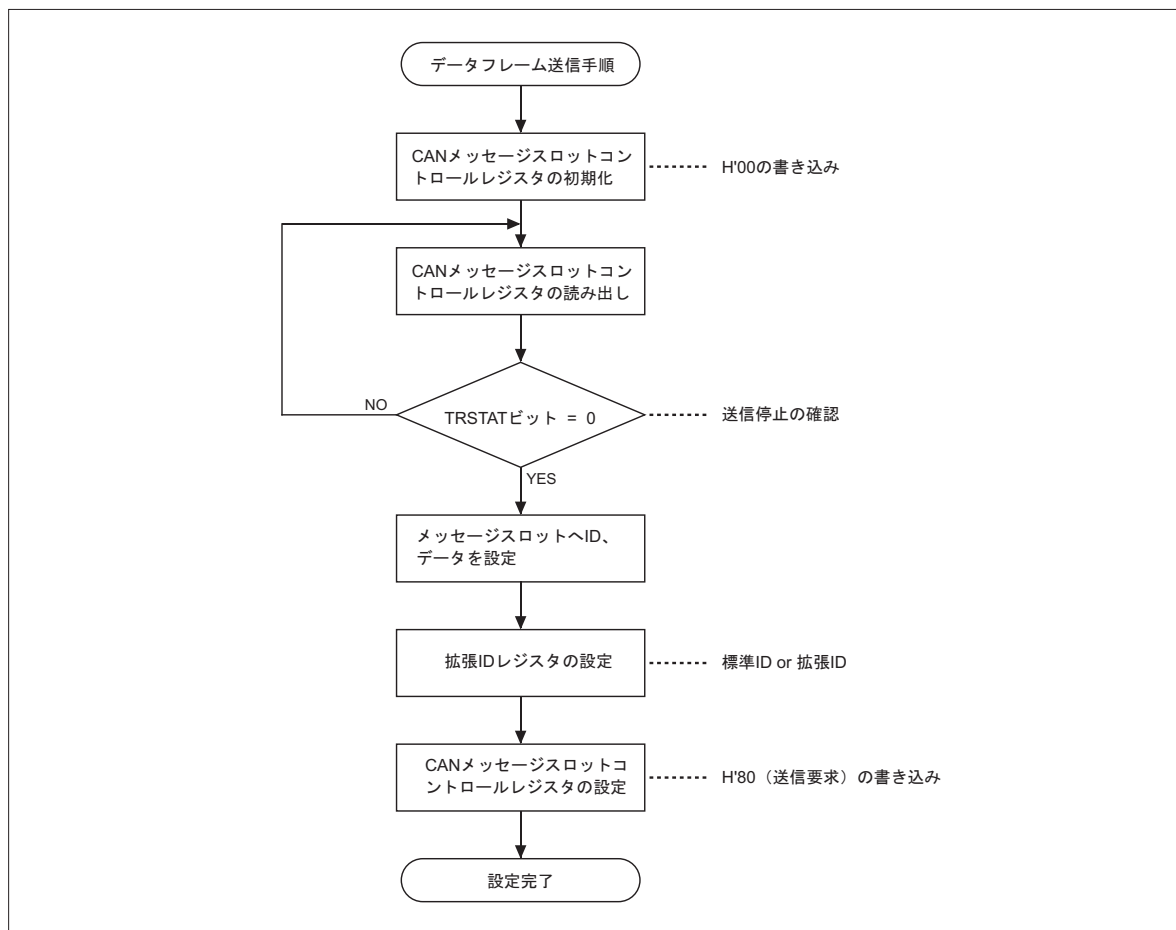 データフレーム送信手順
CANメッセージスロットコン
トロールレジスタの初期化
H'00の書き込み
CANメッセージスロットコン
トロールレジスタの読み出し
NO
TRSTATビット = 0
送信停止の確認
YES
メッセージスロットへID、
データを設定
拡張IDレジスタの設定
標準ID or 拡張ID
CANメッセージスロットコ
ントロールレジスタの設定
H'80（送信要求）の書き込み
設定完了